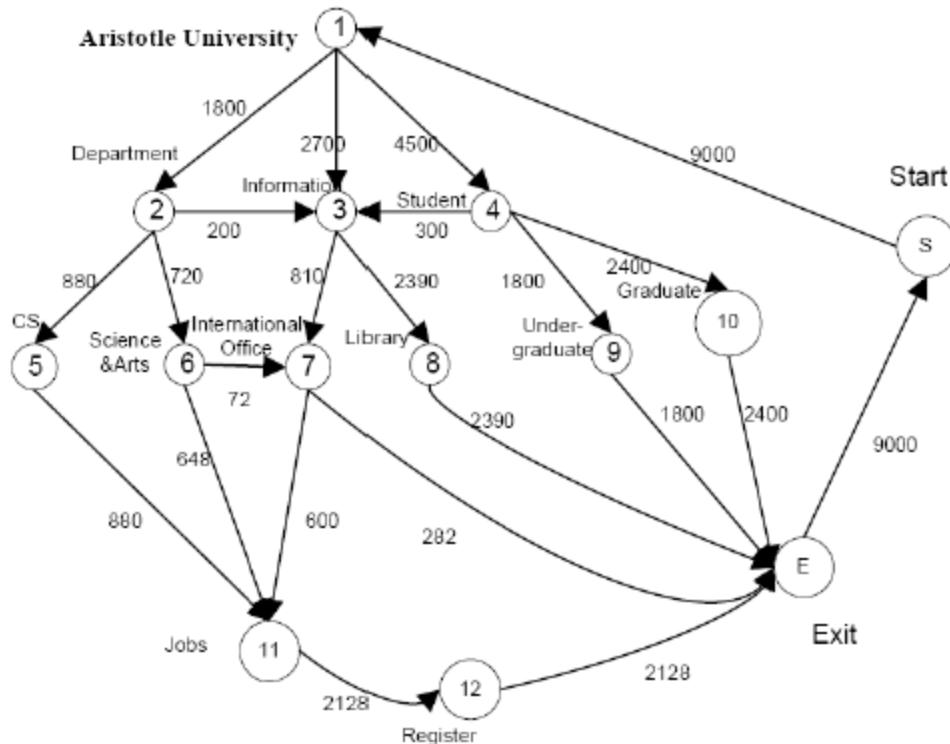 1
Aristotle University
1800
2700
4500
9000
Department
Information
Student
Start
2
3
4
200
300
S
880
720
810
2390
1800
2400
Graduate
CS
Science
&Arts
International
Office
Library
Under-
graduate
10
5
6
7
8
9
72
2390
1800
2400
9000
648
880
600
282
E
Exit
Jobs
11
12
2128
2128
Register